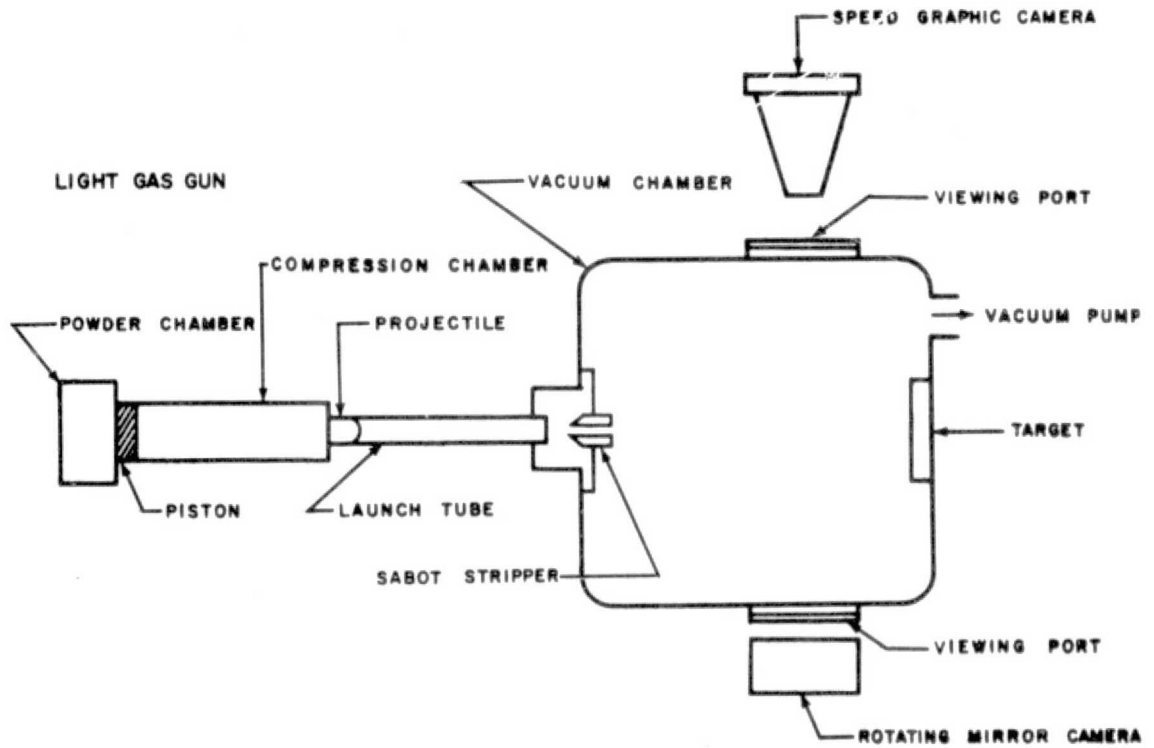 SPEED GRAPHIC CAMERA
LIGHT GAS GUN
VACUUM CHAMBER
VIEWING PORT
COMPRESSION CHAMBER
POWDER CHAMBER
PROJECTILE
VACUUM PUMP
TARGET
PISTON
LAUNCH TUBE
SABOT STRIPPER
VIEWING PORT
ROTATING MIRROR CAMERA